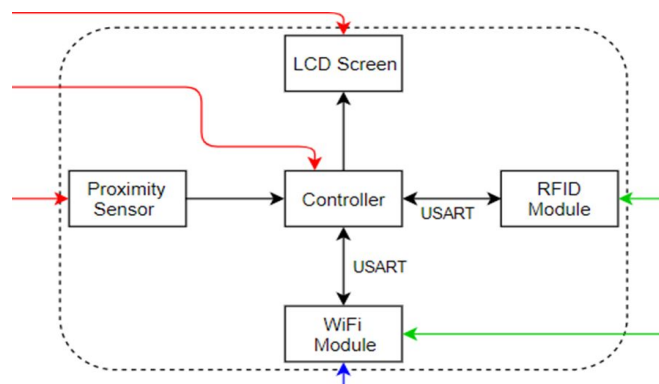 LCD Screen
Proximity
Sensor
Controller
USART
RFID
Module
USART
WiFi
Module